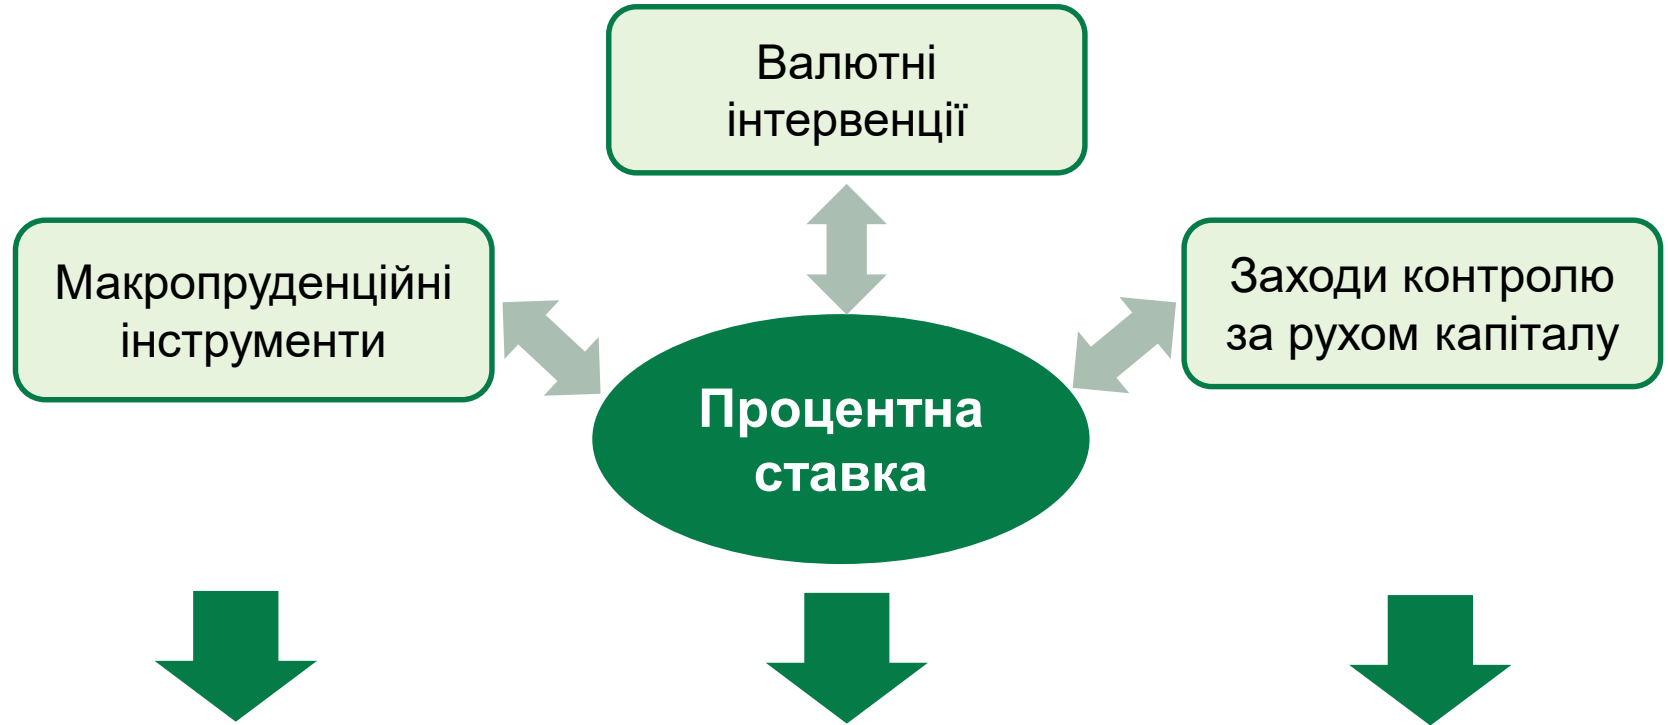 Валютні
інтервенції
Макропруденційні
інструменти
Заходи контролю
за рухом капіталу
Процентна
ставка